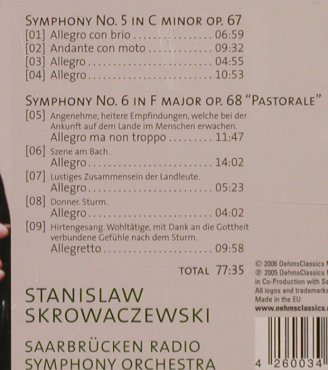 SYMPHONY NO. 5 IN C MINOR OP. 67
[01] Allegro con brio .................. 06:59
[02] Andante con moto ............... 09:32
[03] Allegro ............................ 04:55
[04] Allegro ............................ 10:53
SYMPHONY NO. 6 IN F MAJOR OP. 68 "PASTORALE"
[05] Angenehme, heitere Empfindungen, welche bei der
Ankunft auf dem Lande im Menschen erwachen.
Allegro ma non troppo ......... 11:47
[06] Szene am Bach.
Allegro ............................ 14:02
[07] Lustiges Zusammensein der Landleute.
Allegro ............................ 05:23
[08] Donner. Sturm.
Allegro ............................ 04:02
[09] Hirtengesang. Wohltätige, mit Dank an die Gottheit
verbundene Gefühle nach dem Sturm.
Allegretto ......................... 09:58
TOTAL 77:35
STANISLAW
SKROWACZEWSKI
SAARBRÜCKEN RADIO
SYMPHONY ORCHESTRA
© 2006 OehmsClassics
℗ 2005 OehmsClassics
in Co-Production with
All logos and trademarks
Made in the EU
www.oehmsclassics.
4 260034